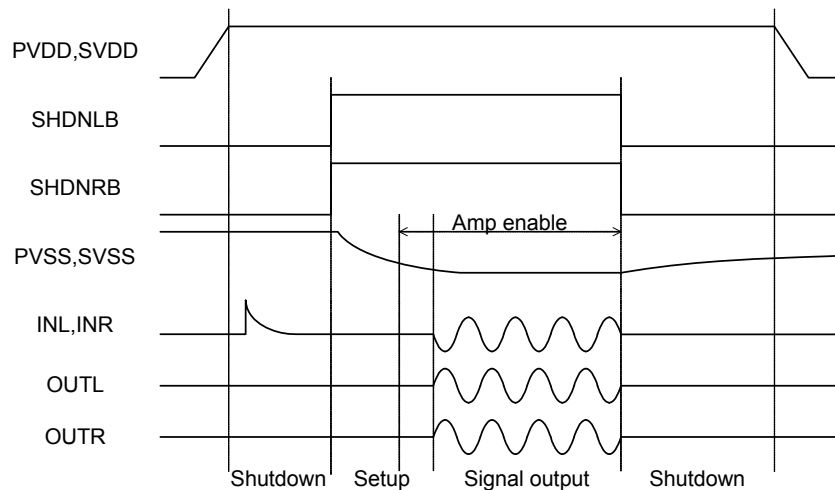 PVDD,SVDD
SHDNLB
SHDNRB
Amp enable
PVSS,SVSS
INL,INR
OUTL
OUTR
Shutdown Setup Signal output Shutdown